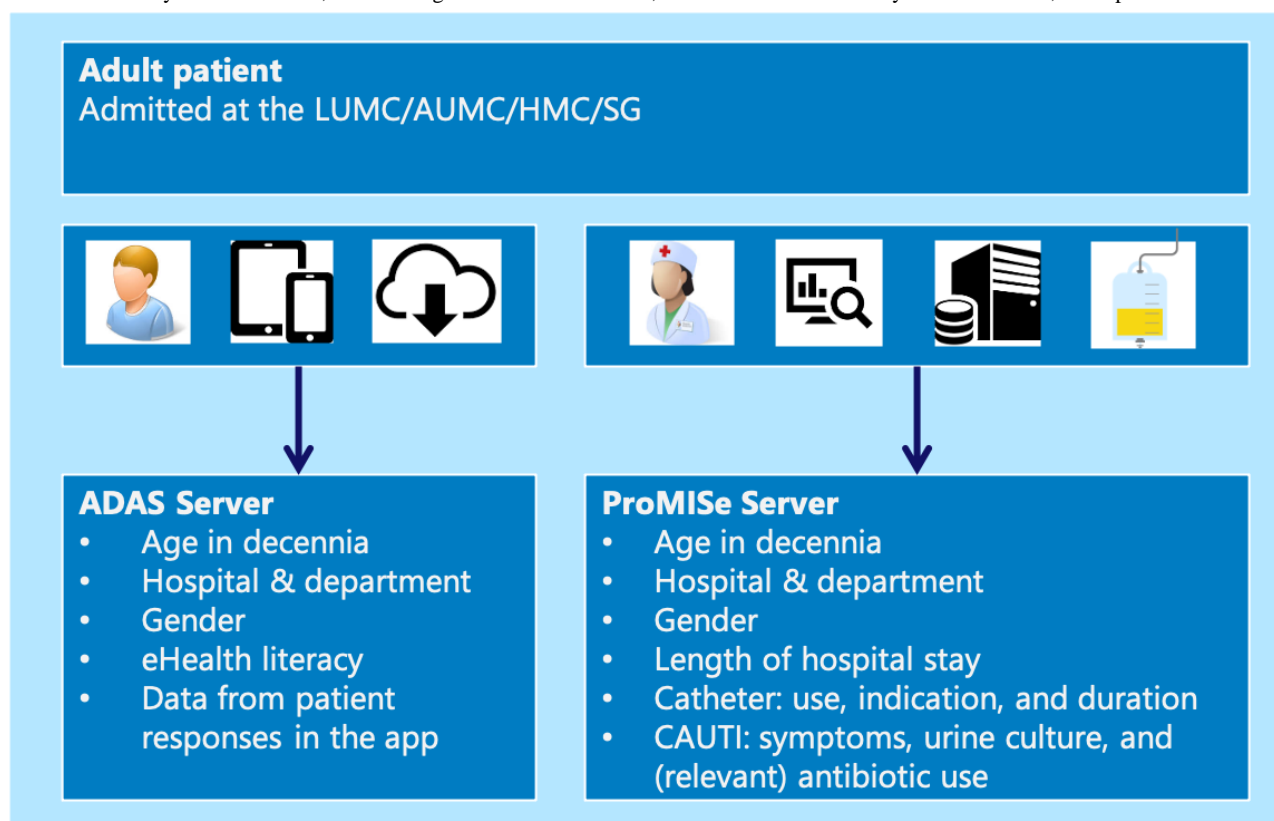 Adult patient
Admitted at the LUMC/AUMC/HMC/SG
ADAS Server
• Age in decennia
• Hospital & department
• Gender
• eHealth literacy
• Data from patient
responses in the app
ProMISe Server
• Age in decennia
• Hospital & department
• Gender
• Length of hospital stay
• Catheter: use, indication, and duration
• CAUTI: symptoms, urine culture, and
(relevant) antibiotic use